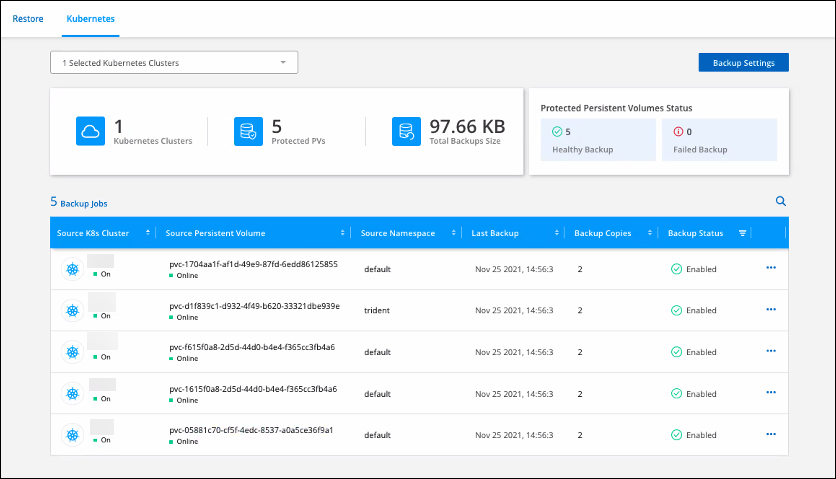 Restore Kubernetes
1 Selected Kubernetes Clusters
Backup Settings
1
Kubernetes Clusters
5
Protected PVs
97.66 KB
Total Backups Size
Protected Persistent Volumes Status
5
Healthy Backup
0
Failed Backup
5 Backup Jobs
Source K8s Cluster Source Persistent Volume Source Namespace Last Backup Backup Copies Backup Status
On pvc-1704aa1f-af1d-49e9-87fd-6edd86125855 default Nov 25 2021, 14:56:3 2 Enabled
Online
On pvc-d1f839c1-d932-4f49-b620-33321dbe939e trident Nov 25 2021, 14:56:3 2 Enabled
Online
On pvc-f615f0a8-2d5d-44d0-b4e4-f365cc3fb4a6 default Nov 25 2021, 14:56:3 2 Enabled
Online
On pvc-1615f0a8-2d5d-44d0-b4e4-f365cc3fb4a6 default Nov 25 2021, 14:56:3 2 Enabled
Online
On pvc-05881c70-cf5f-4edc-8537-a0a5ce36f9a1 default Nov 25 2021, 14:56:3 2 Enabled
Online